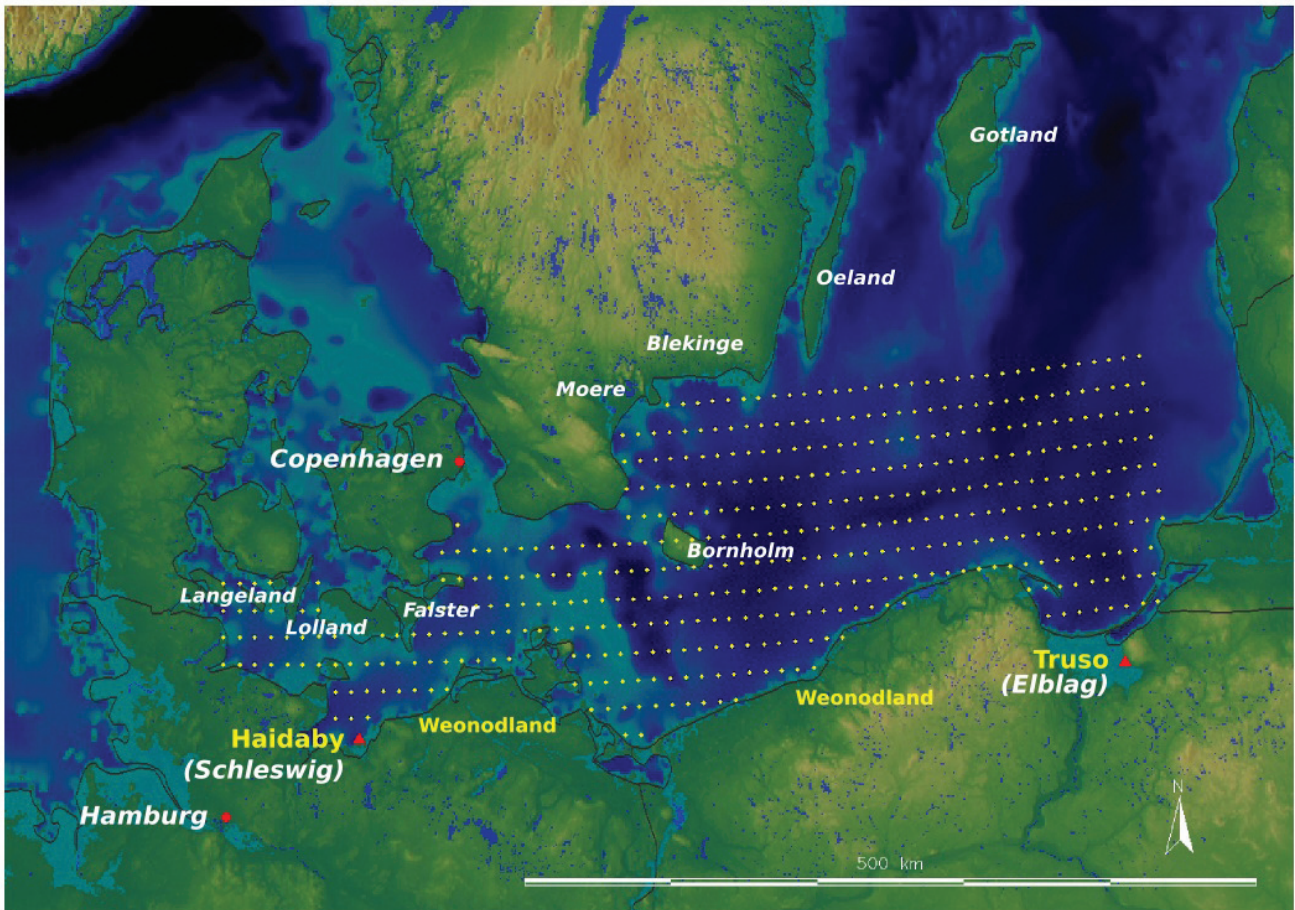 Gotland
Oeland
Blekinge
Moere
Copenhagen
Bornholm
Langeland
Falster
Lolland
Truso
(Elblag)
Weonodland
Weonodland
Haidaby
(Schleswig)
Hamburg
N
500 km